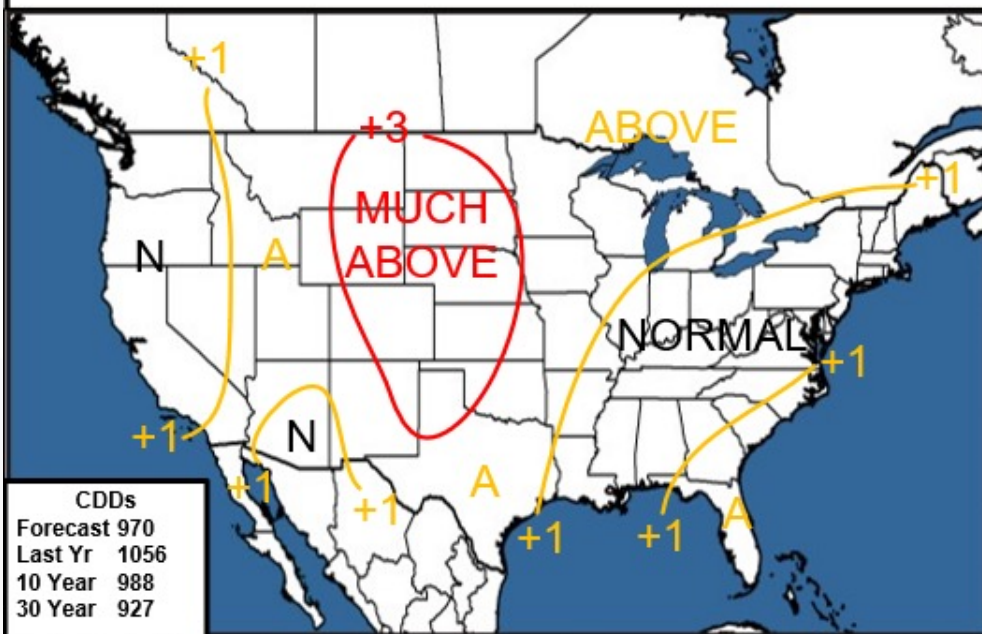 +1
+3
ABOVE
MUCH
ABOVE
+1
N
A
NORMAL
+1
+1
N
A
+1
+1
+1
+1
A
CDDs
Forecast 970
Last Yr 1056
10 Year 988
30 Year 927